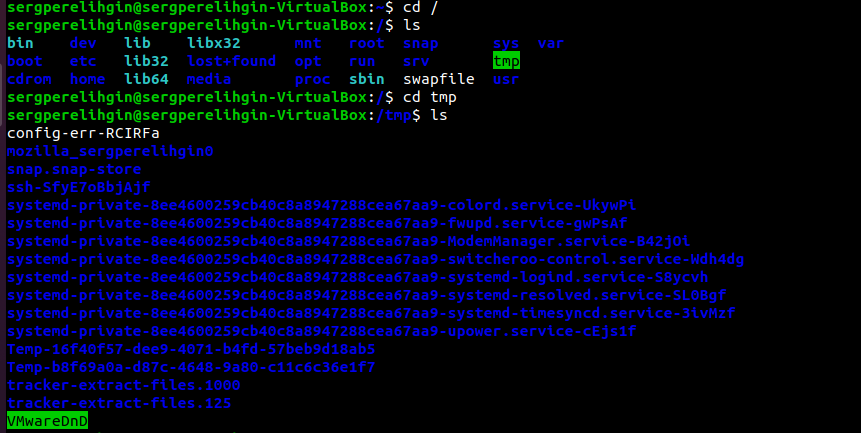 sergperelihgin@sergperelihgin-VirtualBox:~$ cd /
sergperelihgin@sergperelihgin-VirtualBox:/$ ls
bin dev lib libx32 mnt root snap sys var
boot etc lib32 lost+found opt run srv tmp
cdrom home lib64 media proc sbin swapfile usr
sergperelihgin@sergperelihgin-VirtualBox:/$ cd tmp
sergperelihgin@sergperelihgin-VirtualBox:/tmp$ ls
config-err-RCIRFa
mozilla_sergperelihgin0
snap.snap-store
ssh-SfyE7oBbjAjf
systemd-private-8ee4600259cb40c8a8947288cea67aa9-colord.service-UkywPi
systemd-private-8ee4600259cb40c8a8947288cea67aa9-fwupd.service-gwPsAf
systemd-private-8ee4600259cb40c8a8947288cea67aa9-ModemManager.service-B42jOi
systemd-private-8ee4600259cb40c8a8947288cea67aa9-switcheroo-control.service-Wdh4dg
systemd-private-8ee4600259cb40c8a8947288cea67aa9-systemd-logind.service-S8ycvh
systemd-private-8ee4600259cb40c8a8947288cea67aa9-systemd-resolved.service-SL0Bgf
systemd-private-8ee4600259cb40c8a8947288cea67aa9-systemd-timesyncd.service-3ivMzf
systemd-private-8ee4600259cb40c8a8947288cea67aa9-upower.service-cEjs1f
Temp-16f40f57-dee9-4071-b4fd-57beb9d18ab5
Temp-b8f69a0a-d87c-4648-9a80-c11c6c36e1f7
tracker-extract-files.1000
tracker-extract-files.125
VMwareDnD